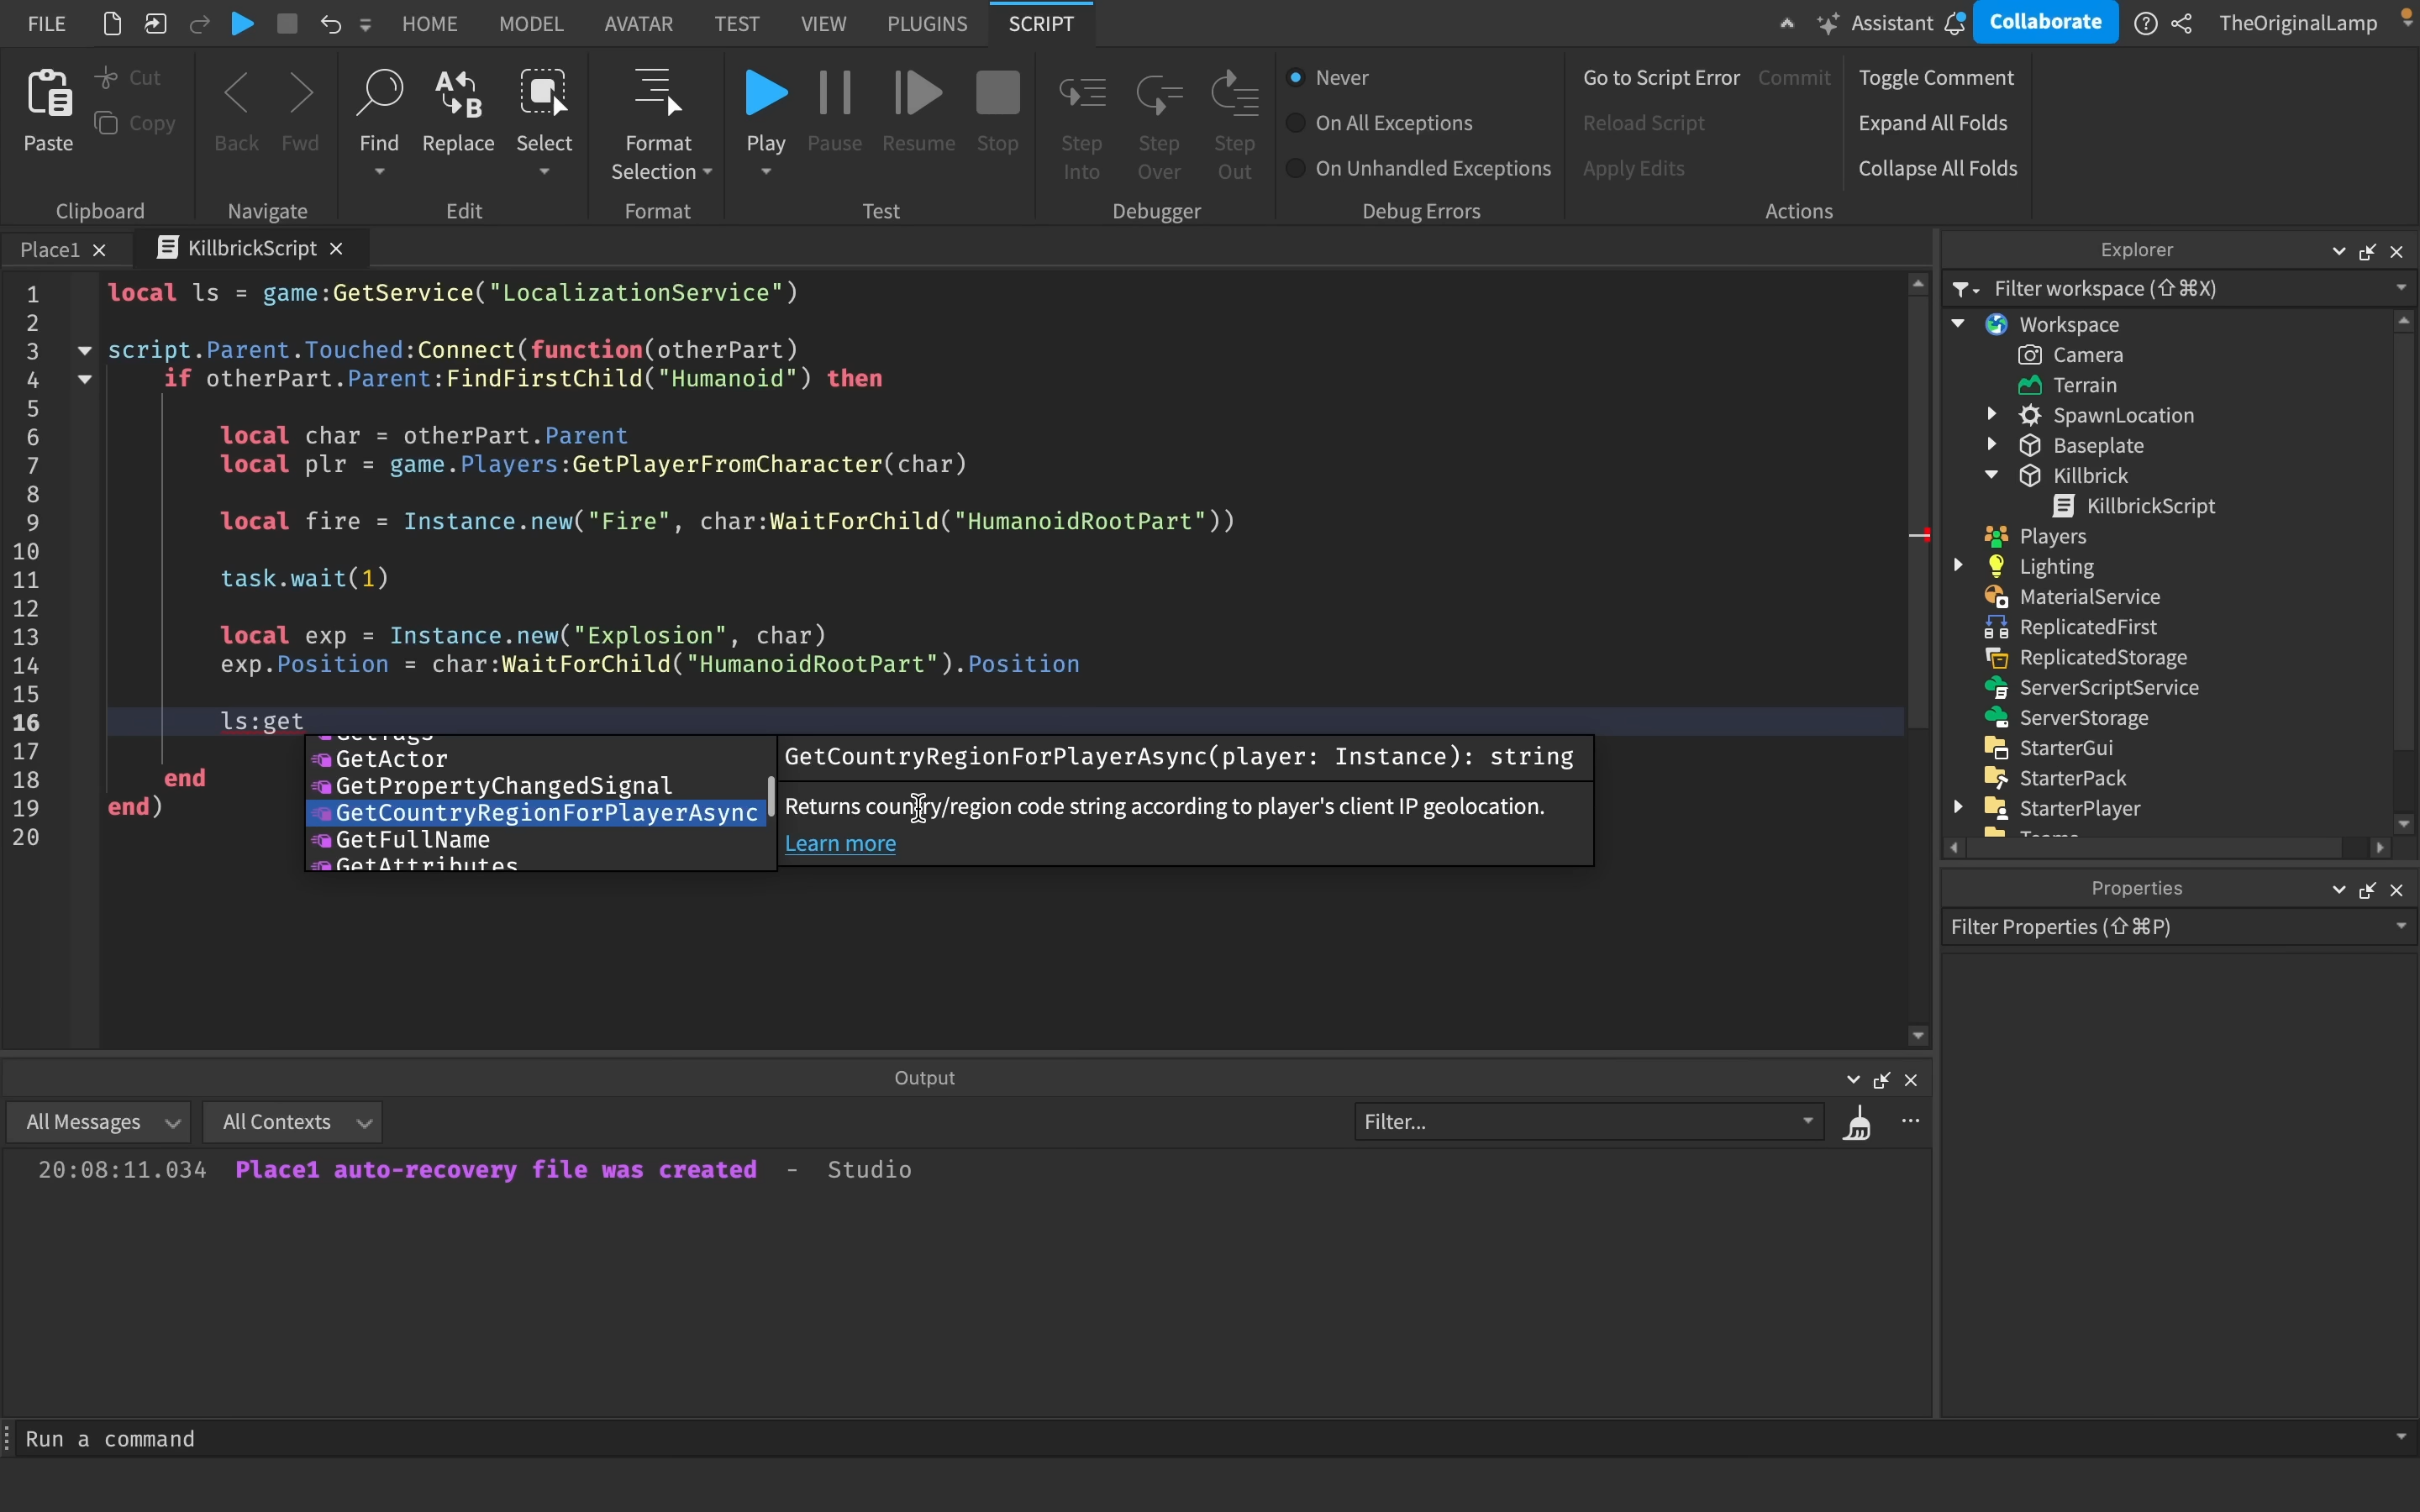 FILE HOME MODEL AVATAR TEST VIEW PLUGINS SCRIPT Assistant Collaborate TheOriginalLamp
Paste Cut Copy
Clipboard
Back Fwd
Navigate
Find Replace Select
Edit
Format Selection
Format
Play Pause Resume Stop
Test
Step Into Step Over Step Out
Debugger
Never
On All Exceptions
On Unhandled Exceptions
Debug Errors
Go to Script Error Commit
Reload Script
Apply Edits
Toggle Comment
Expand All Folds
Collapse All Folds
Actions
Place1 KillbrickScript
1 local ls = game:GetService("LocalizationService")
2
3 script.Parent.Touched:Connect(function(otherPart)
4 if otherPart.Parent:FindFirstChild("Humanoid") then
5
6 local char = otherPart.Parent
7 local plr = game.Players:GetPlayerFromCharacter(char)
8
9 local fire = Instance.new("Fire", char:WaitForChild("HumanoidRootPart"))
10
11 task.wait(1)
12
13 local exp = Instance.new("Explosion", char)
14 exp.Position = char:WaitForChild("HumanoidRootPart").Position
15
16 ls:get
17
18 end
19 end)
20
GetTags
GetActor
GetPropertyChangedSignal
GetCountryRegionForPlayerAsync
GetFullName
GetAttributes
GetCountryRegionForPlayerAsync(player: Instance): string
Returns country/region code string according to player's client IP geolocation.
Learn more
Explorer
Filter workspace (⇧⌘X)
Workspace
Camera
Terrain
SpawnLocation
Baseplate
Killbrick
KillbrickScript
Players
Lighting
MaterialService
ReplicatedFirst
ReplicatedStorage
ServerScriptService
ServerStorage
StarterGui
StarterPack
StarterPlayer
Teams
Properties
Filter Properties (⇧⌘P)
Output
All Messages All Contexts Filter...
20:08:11.034 Place1 auto-recovery file was created - Studio
Run a command